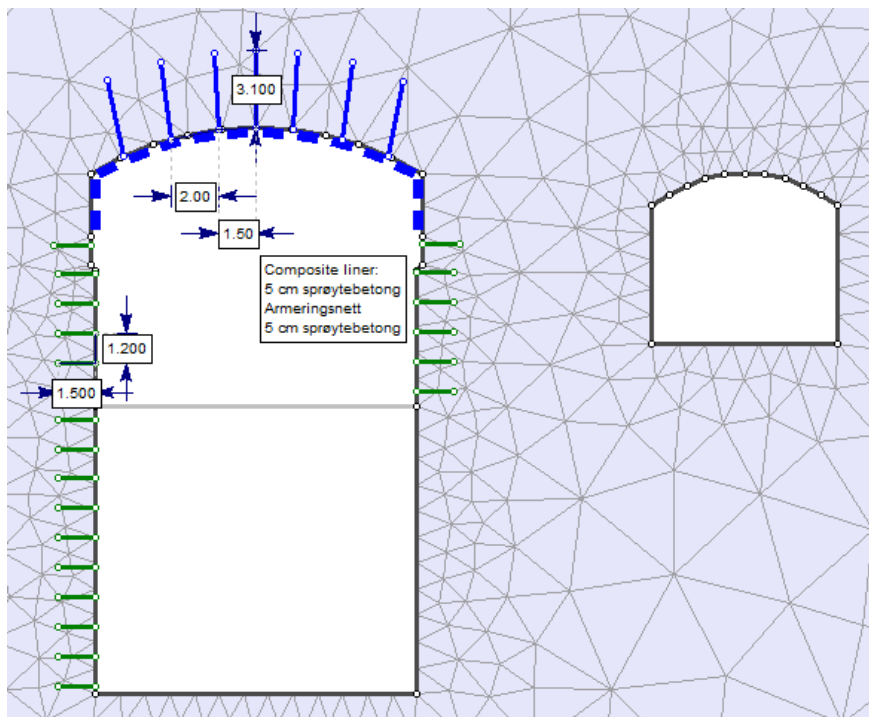 3.100
2.00
1.50
Composite liner:
5 cm sprøytebetong
Armeringsnett
5 cm sprøytebetong
1.200
1.500